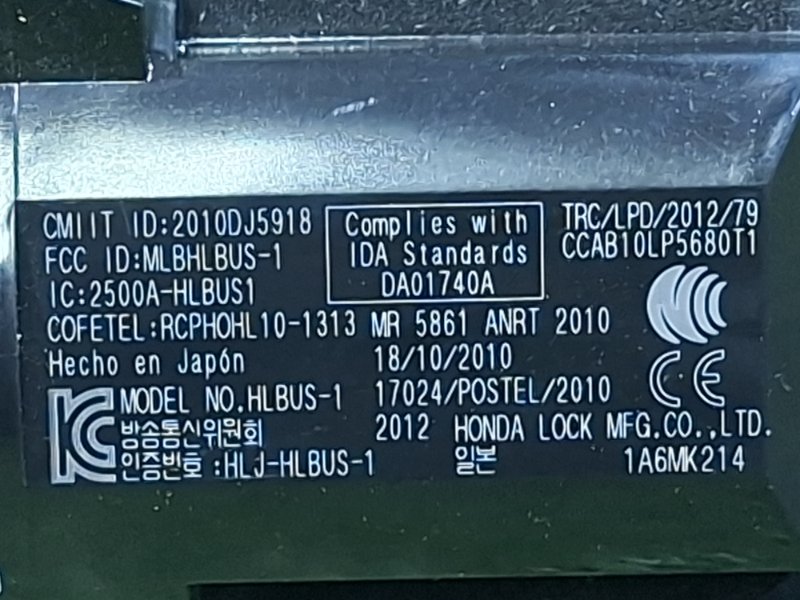 CMIIT ID:2010DJ5918
FCC ID:MLBHLBUS-1
IC:2500A-HLBUS1
Complies with
IDA Standards
DA01740A
TRC/LPD/2012/79
CCAB10LP5680T1
COFETEL:RCPHOHL10-1313 MR 5861 ANRT 2010
Hecho en Japón 18/10/2010
MODEL NO.HLBUS-1 17024/POSTEL/2010
방송통신위원회 2012 HONDA LOCK MFG.CO.,LTD.
인증번호 :HLJ-HLBUS-1 일본 1A6MK214
CE